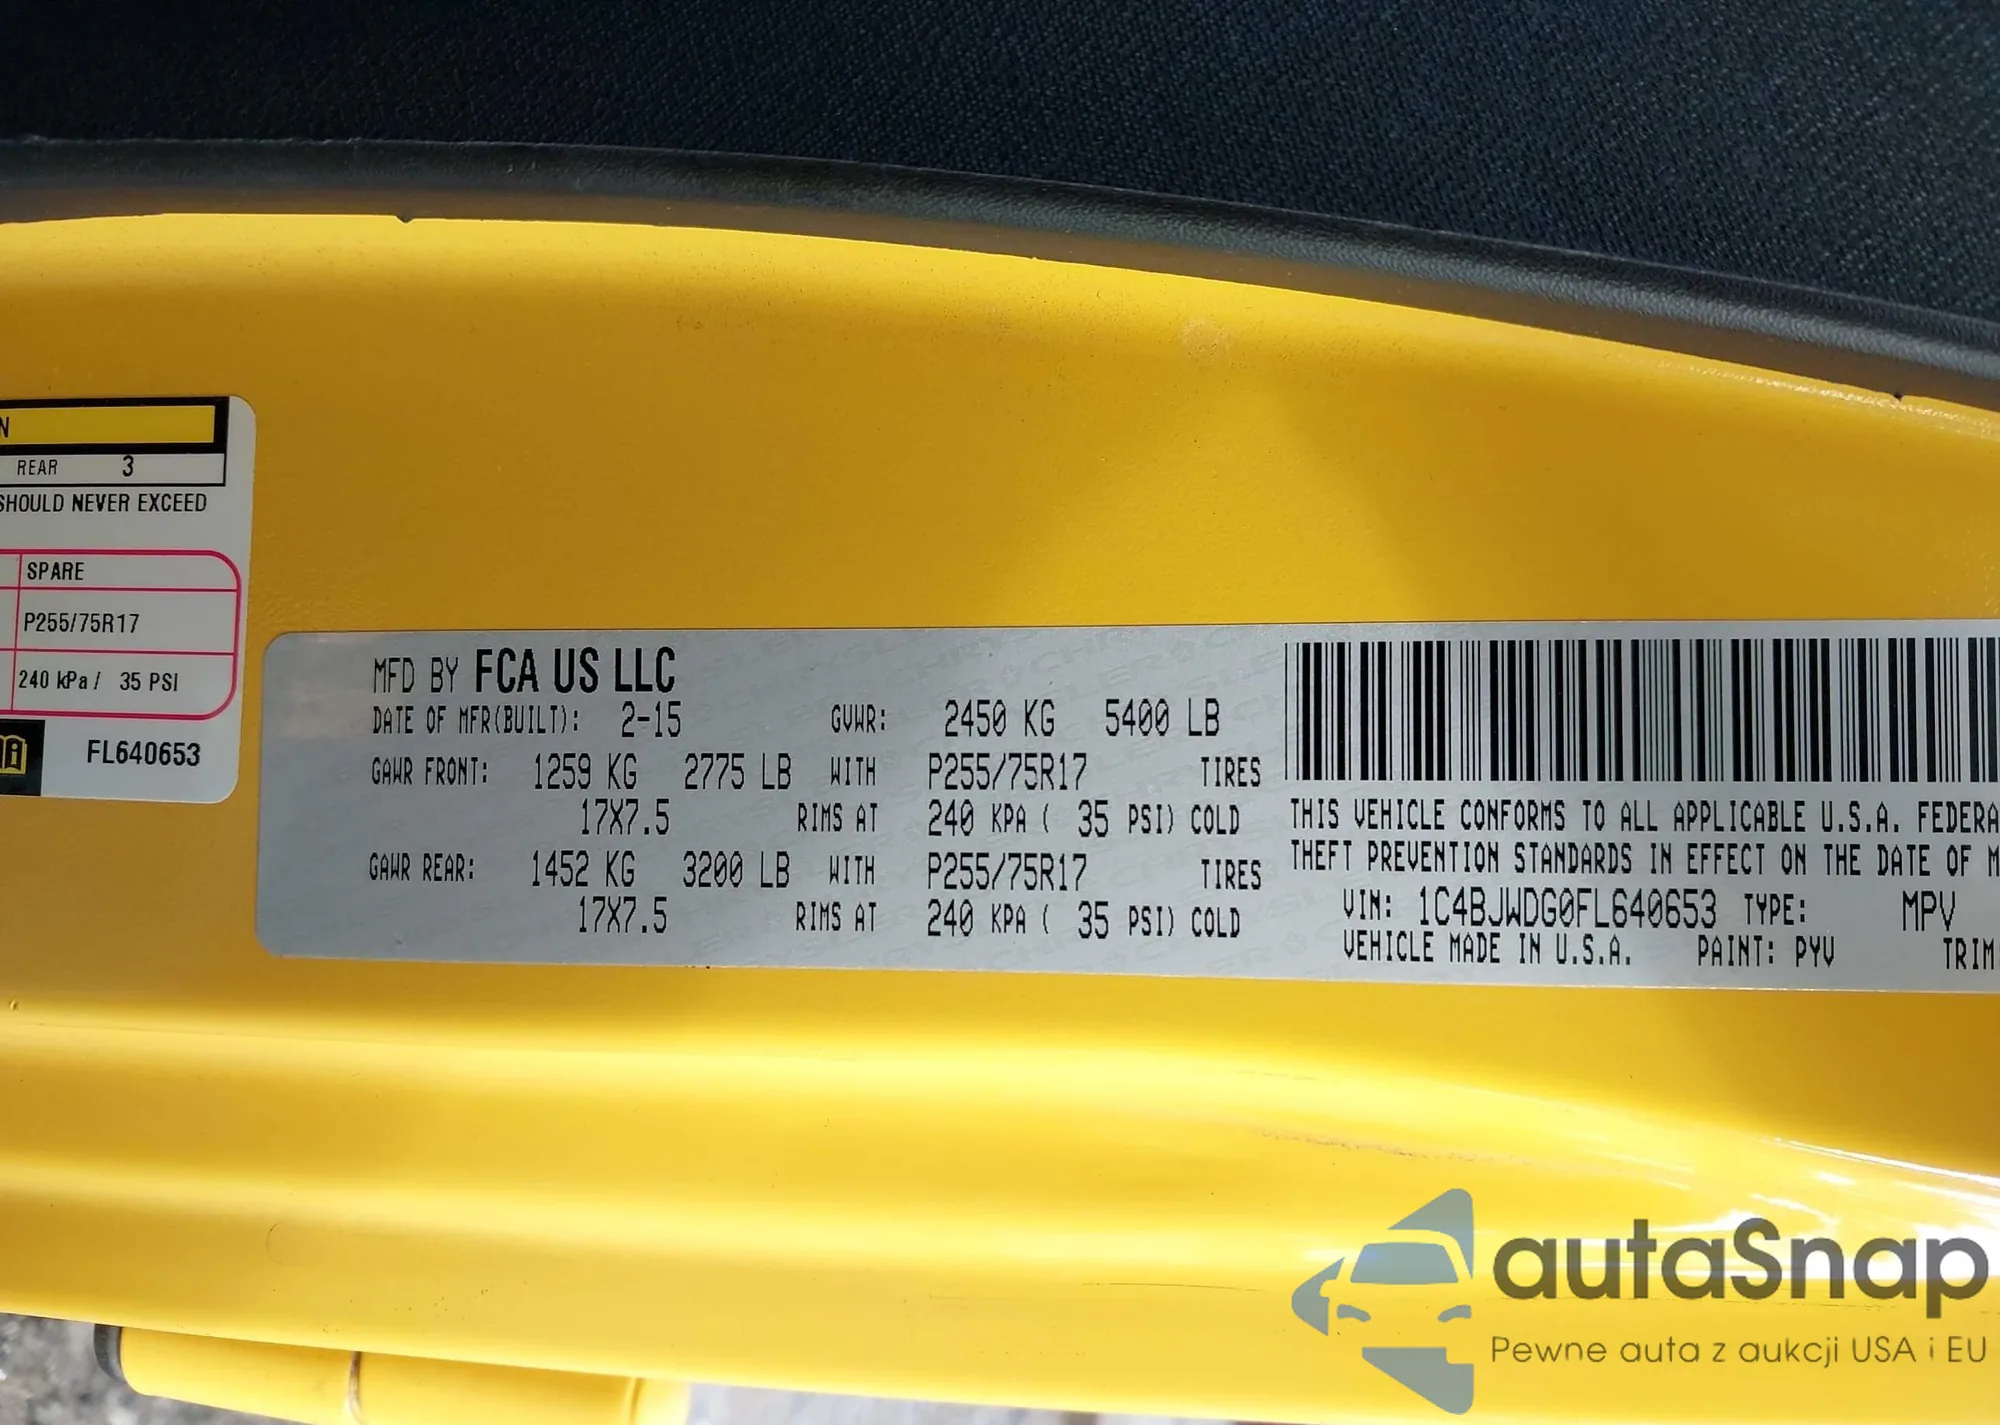 N
REAR 3
SHOULD NEVER EXCEED
SPARE
P255/75R17
240 kPa / 35 PSI
FL640653
MFD BY FCA US LLC
DATE OF MFR(BUILT): 2-15 GVWR: 2450 KG 5400 LB
GAWR FRONT: 1259 KG 2775 LB WITH P255/75R17 TIRES
17X7.5 RIMS AT 240 KPA ( 35 PSI) COLD
GAWR REAR: 1452 KG 3200 LB WITH P255/75R17 TIRES
17X7.5 RIMS AT 240 KPA ( 35 PSI) COLD
THIS VEHICLE CONFORMS TO ALL APPLICABLE U.S.A. FEDERA
THEFT PREVENTION STANDARDS IN EFFECT ON THE DATE OF M
VIN: 1C4BJWDG0FL640653 TYPE: MPV
VEHICLE MADE IN U.S.A. PAINT: PYV TRIM
autaSnap
Pewne auta z aukcji USA i EU